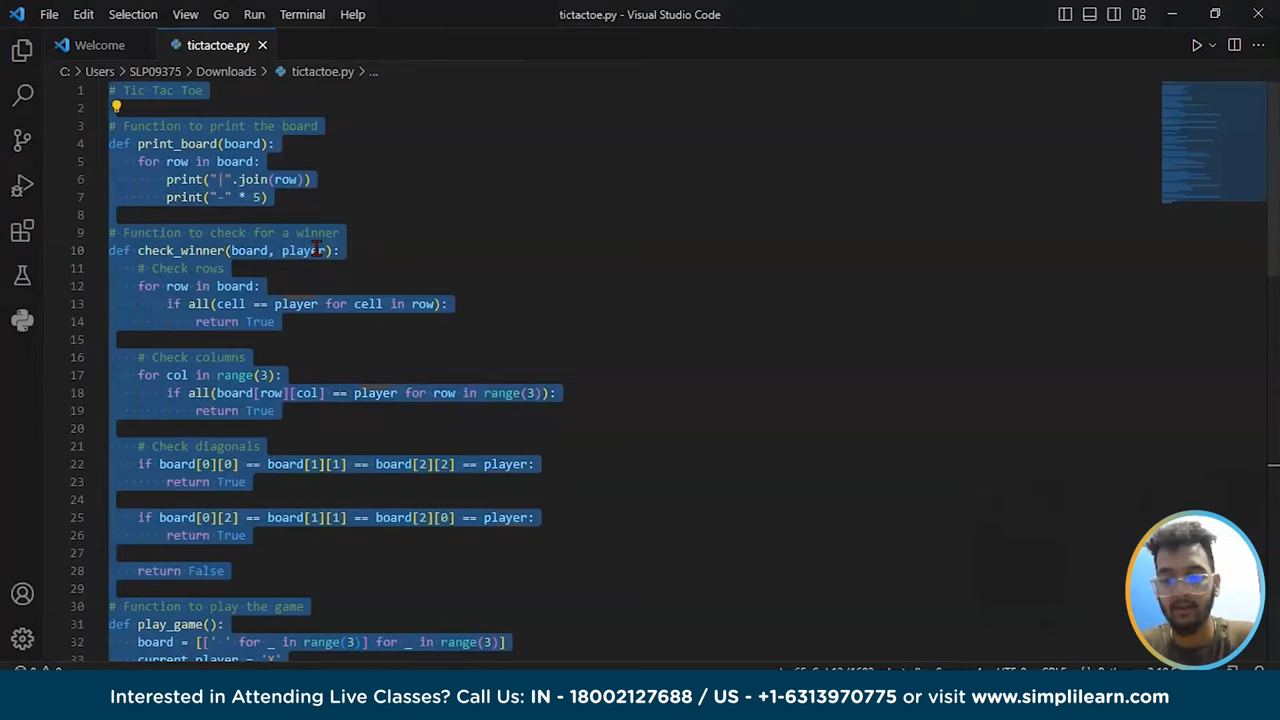 File Edit Selection View Go Run Terminal Help tictactoe.py - Visual Studio Code
Welcome tictactoe.py
C: > Users > SLP09375 > Downloads > tictactoe.py > ...
1 # Tic Tac Toe
2
3 # Function to print the board
4 def print_board(board):
5 for row in board:
6 print("|".join(row))
7 print("-" * 5)
8
9 # Function to check for a winner
10 def check_winner(board, player):
11 # Check rows
12 for row in board:
13 if all(cell == player for cell in row):
14 return True
15
16 # Check columns
17 for col in range(3):
18 if all(board[row][col] == player for row in range(3)):
19 return True
20
21 # Check diagonals
22 if board[0][0] == board[1][1] == board[2][2] == player:
23 return True
24
25 if board[0][2] == board[1][1] == board[2][0] == player:
26 return True
27
28 return False
29
30 # Function to play the game
31 def play_game():
32 board = [[' ' for _ in range(3)] for _ in range(3)]
33 current_player = 'X'
Interested in Attending Live Classes? Call Us: IN - 18002127688 / US - +1-6313970775 or visit www.simplilearn.com